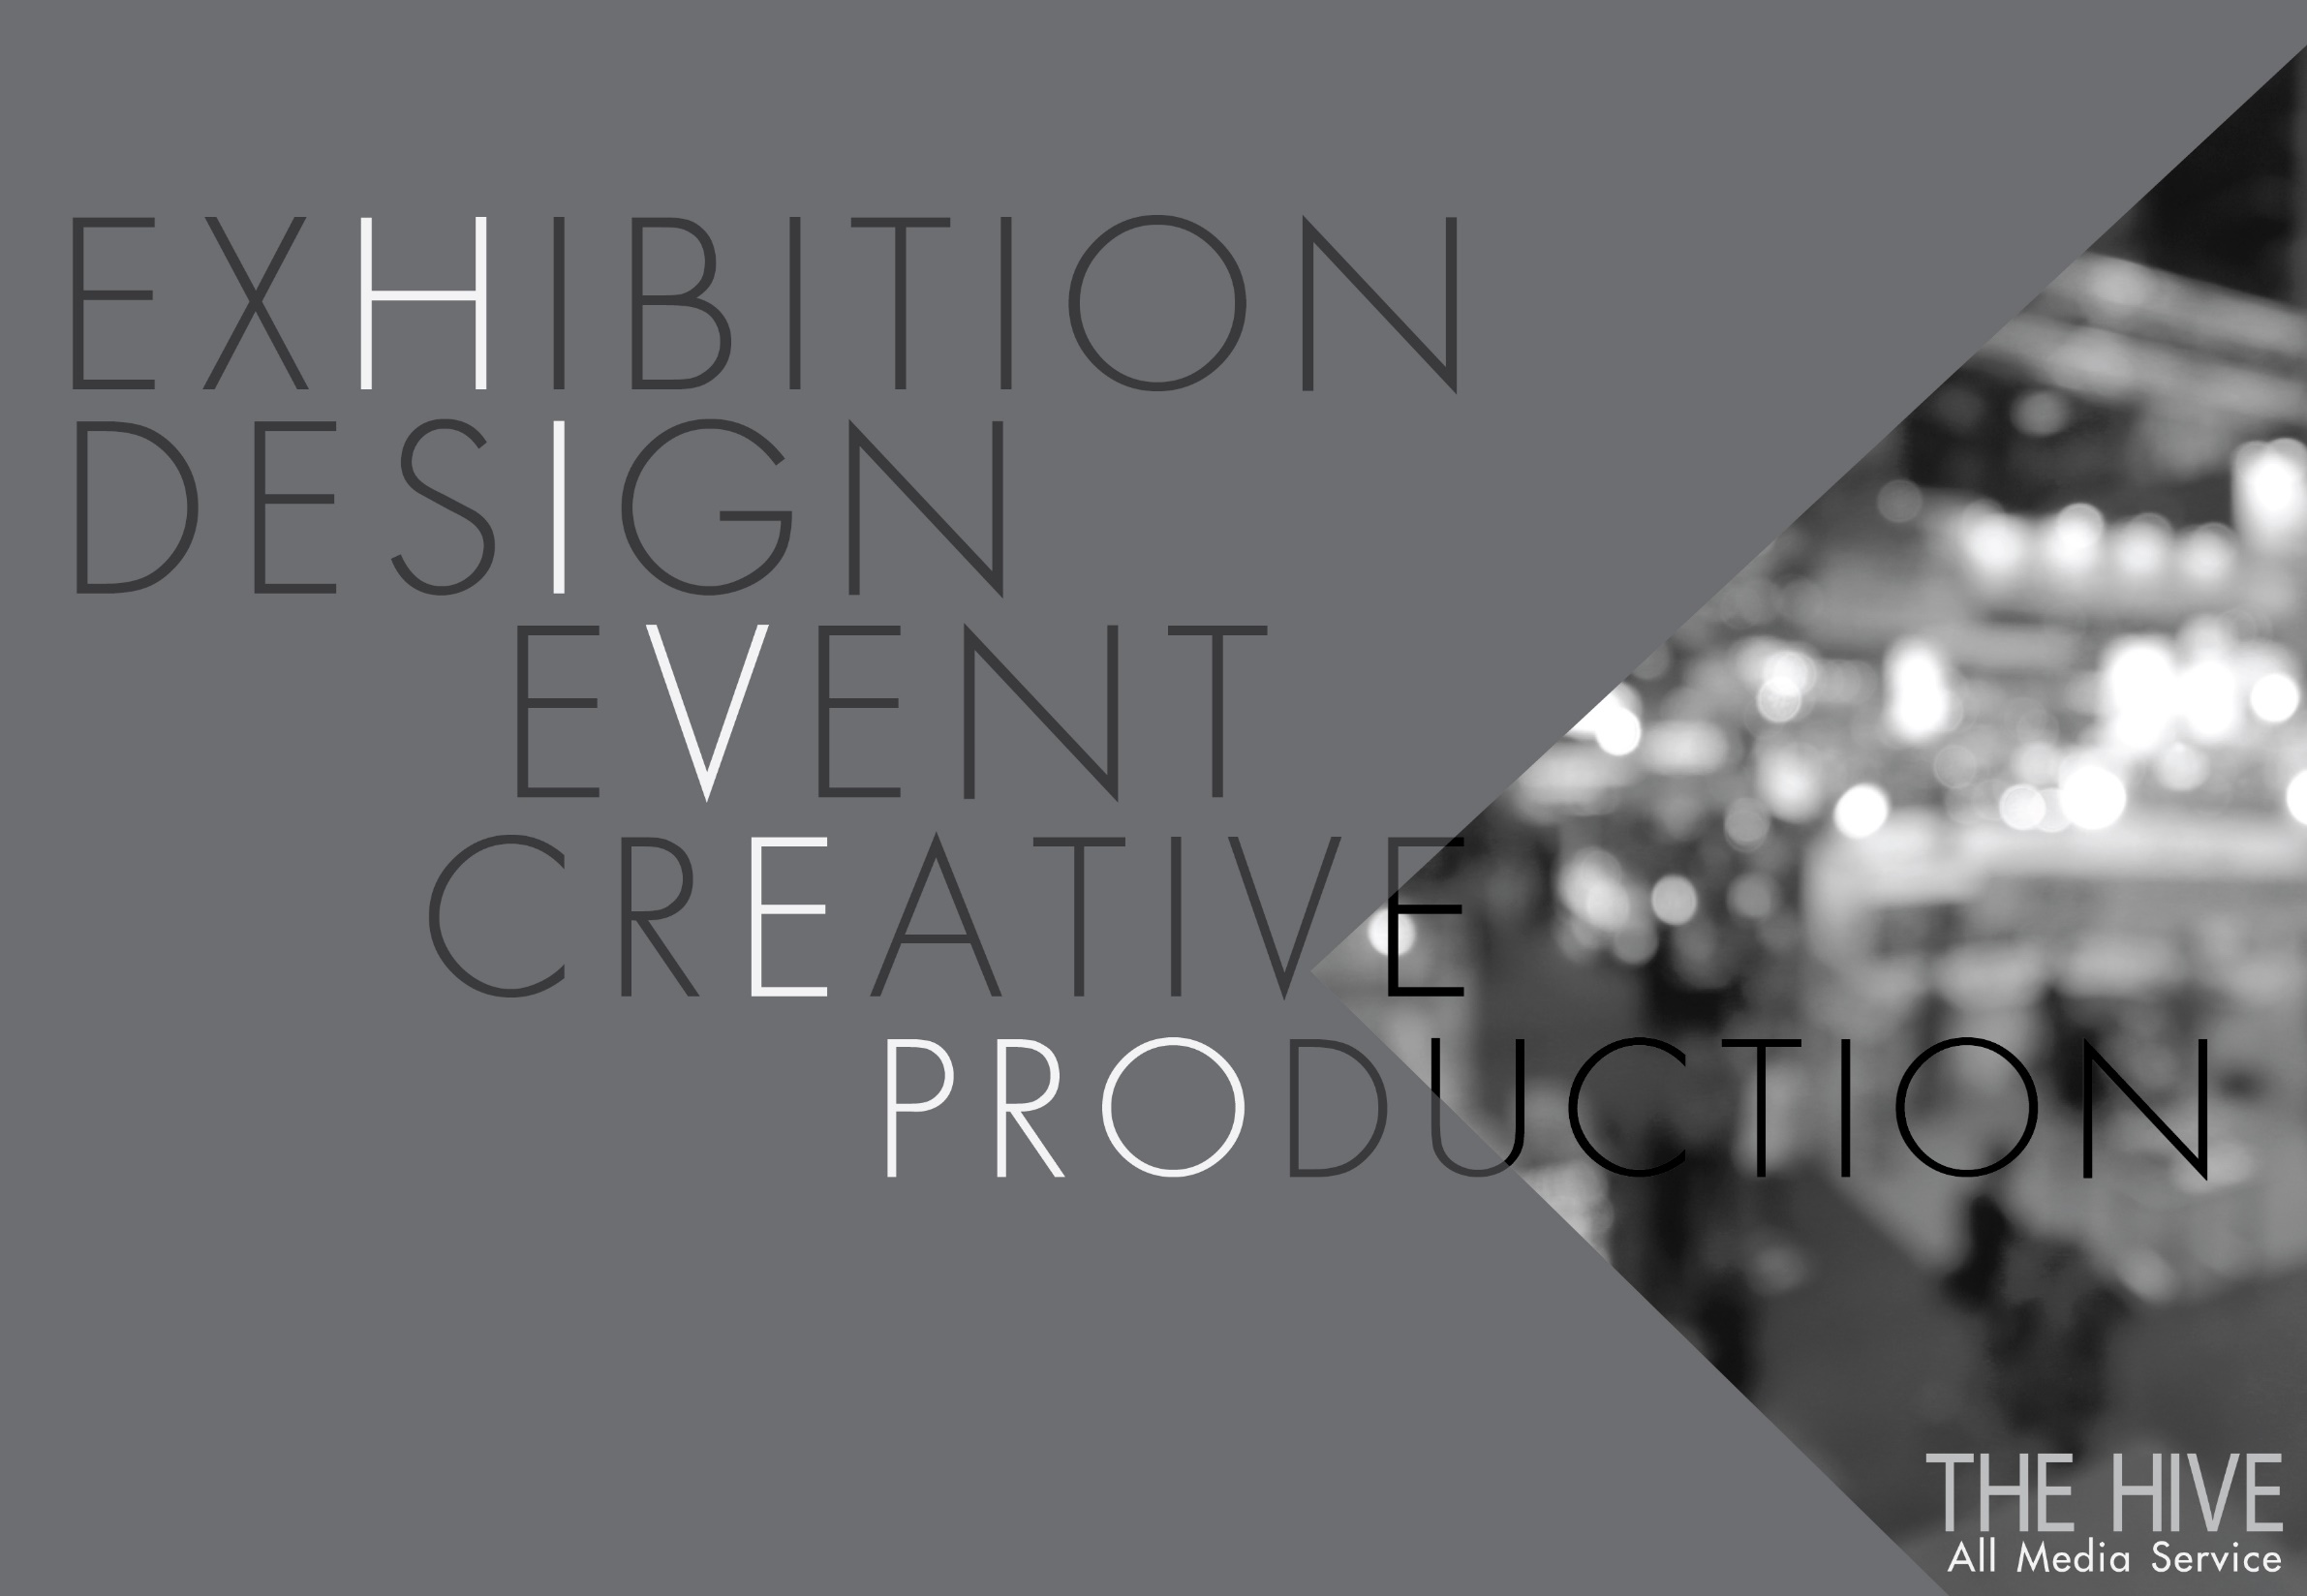 EXHIBITION
DESIGN
EVENT
CREATIVE
PRODUCTION
THE HIVE
All Media Service